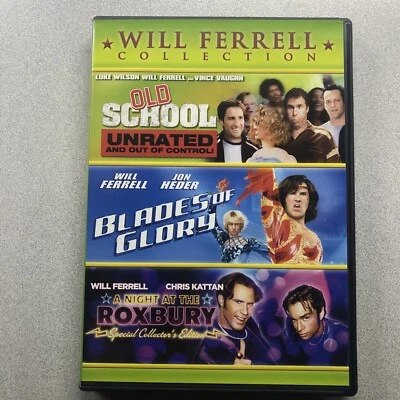 ★WILL FERRELL★
COLLECTION
LUKE WILSON WILL FERRELL AND VINCE VAUGHN
OLD
SCHOOL
UNRATED
AND OUT OF CONTROL!
WILL FERRELL
JON HEDER
BLADES OF
GLORY
WILL FERRELL CHRIS KATTAN
★A NIGHT AT THE★
ROXBURY
Special Collector's Edition